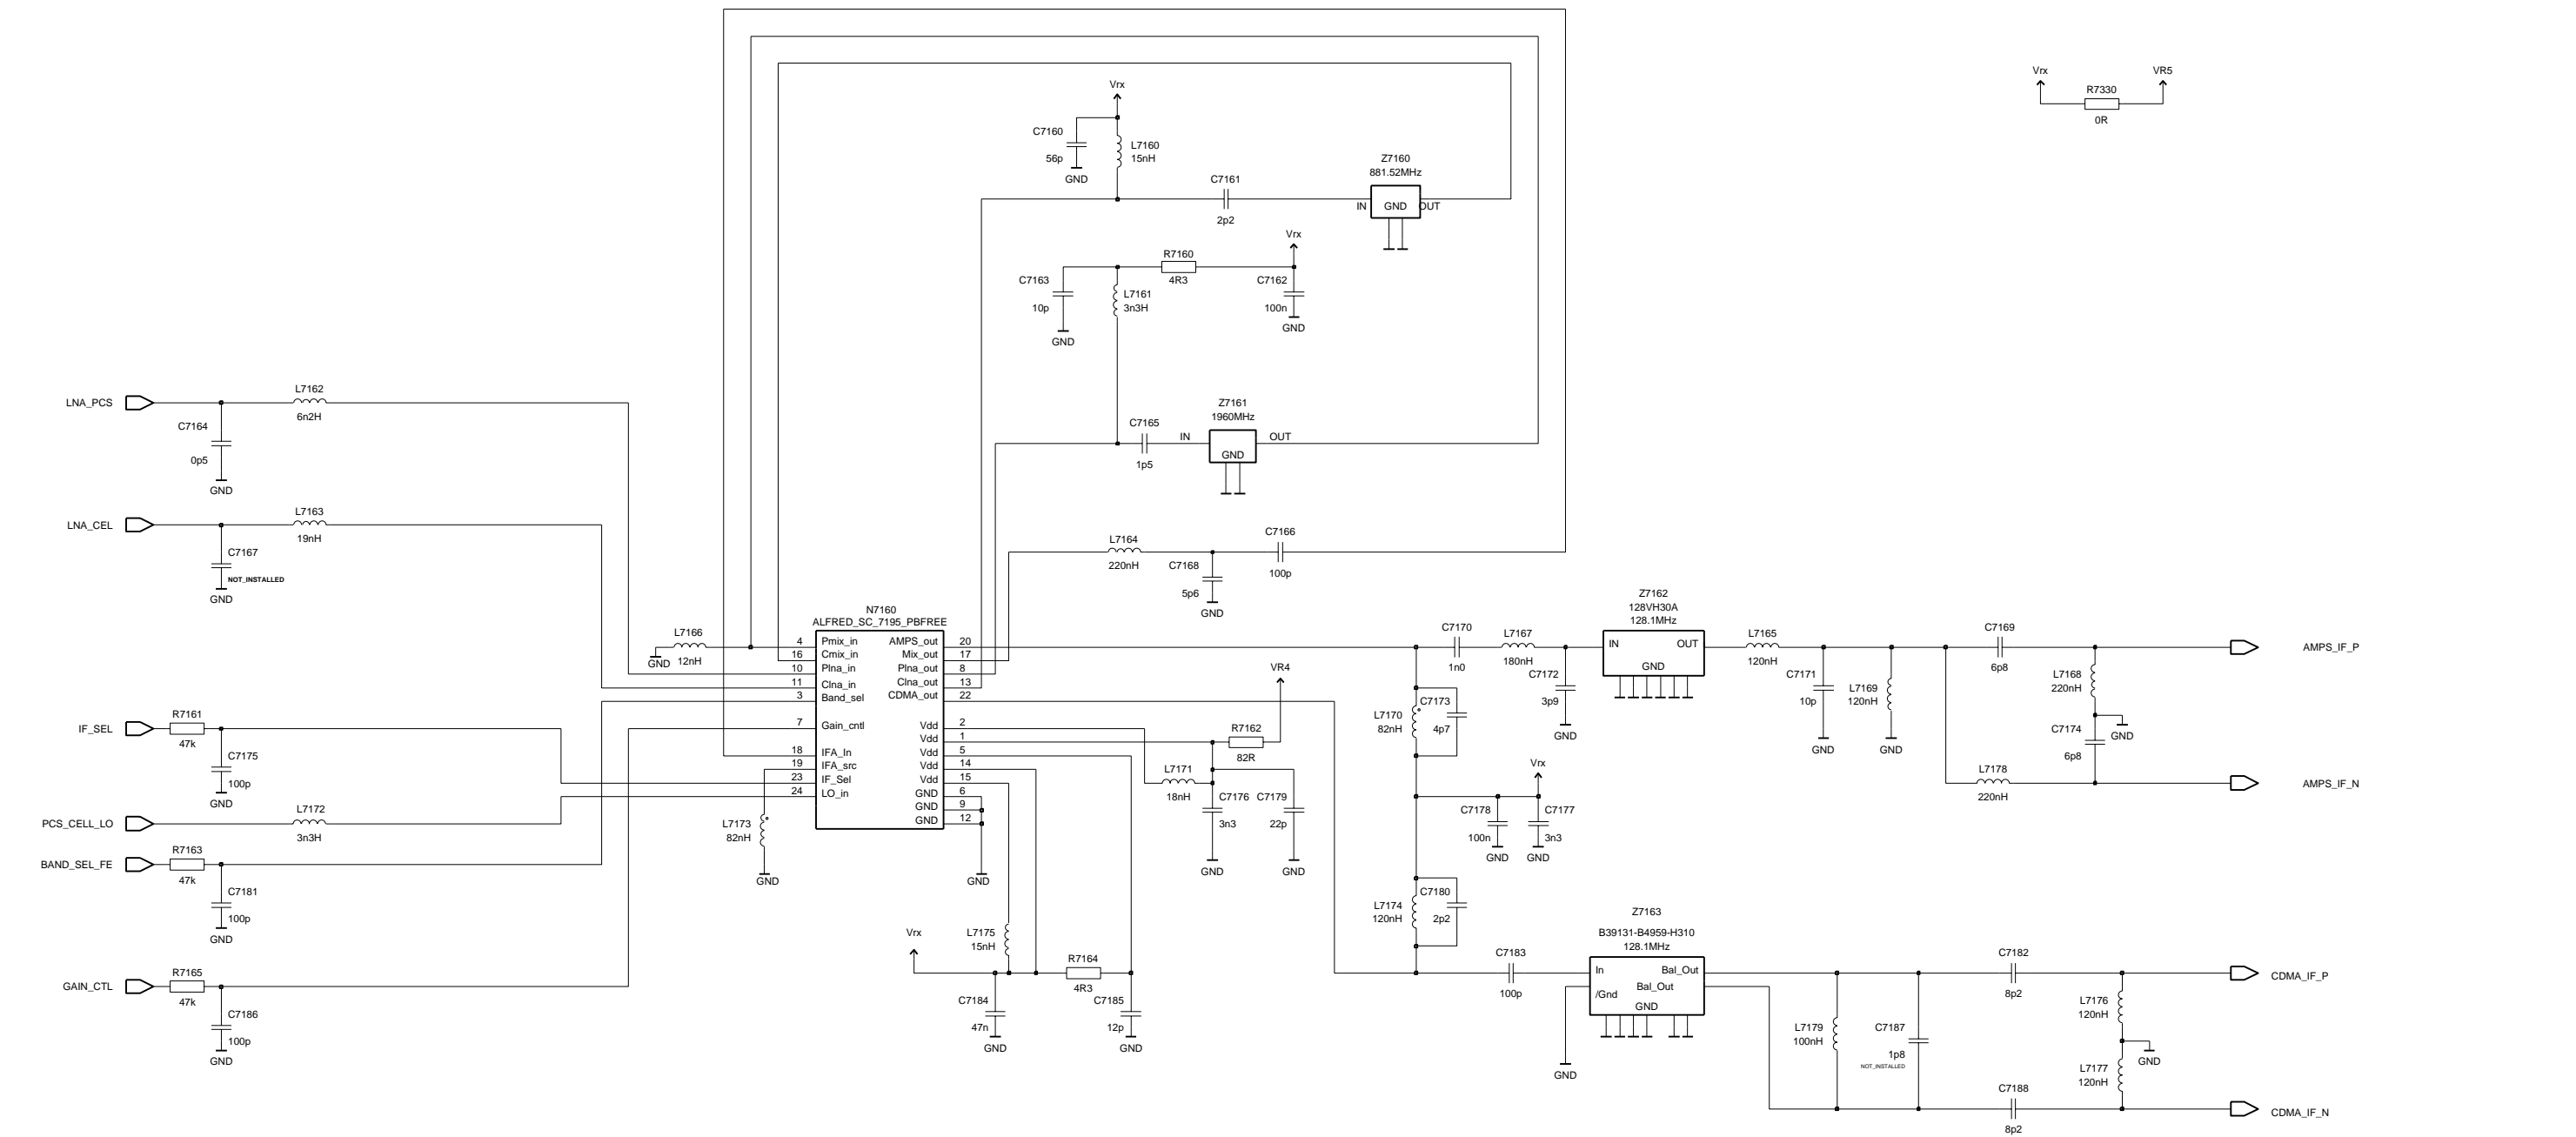 Vrx
VR5
R7330
0R
Vrx
C7160
56p
GND
L7160
15nH
C7161
2p2
Z7160
881.52MHz
IN
GND
OUT
Vrx
R7160
4R3
C7163
10p
GND
L7161
3n3H
C7162
100n
GND
Z7161
1960MHz
C7165
1p5
IN
OUT
GND
LNA_PCS
C7164
0p5
GND
L7162
6n2H
LNA_CEL
C7167
NOT_INSTALLED
GND
L7163
19nH
L7164
220nH
C7168
5p6
GND
C7166
100p
N7160
ALFRED_SC_7195_PBFREE
L7166
12nH
GND
4 Pmix_in AMPS_out 20
16 Cmix_in Mix_out 17
10 Plna_in Plna_out 8
11 Clna_in Clna_out 13
3 Band_sel CDMA_out 22
7 Gain_cntl Vdd 2
Vdd 1
18 IFA_In Vdd 5
19 IFA_src Vdd 14
23 IF_Sel Vdd 15
24 LO_in GND 6
GND 9
GND 12
GND
IF_SEL
R7161
47k
C7175
100p
GND
PCS_CELL_LO
L7172
3n3H
BAND_SEL_FE
R7163
47k
C7181
100p
GND
GAIN_CTL
R7165
47k
C7186
100p
GND
L7173
82nH
GND
VR4
R7162
82R
L7171
18nH
C7176
3n3
GND
C7179
22p
GND
Vrx
L7175
15nH
R7164
4R3
C7184
47n
GND
C7185
12p
GND
C7170
1n0
L7167
180nH
C7172
3p9
GND
Z7162
128VH30A
128.1MHz
IN
OUT
GND
L7165
120nH
C7171
10p
GND
L7169
120nH
GND
C7169
6p8
L7168
220nH
GND
C7174
6p8
L7178
220nH
AMPS_IF_P
AMPS_IF_N
L7170
82nH
C7173
4p7
Vrx
C7178
100n
GND
C7177
3n3
GND
L7174
120nH
C7180
2p2
C7183
100p
Z7163
B39131-B4959-H310
128.1MHz
In
Bal_Out
Bal_Out
/Gnd
GND
GND
L7179
100nH
C7187
1p8
NOT_INSTALLED
C7182
8p2
L7176
120nH
GND
L7177
120nH
C7188
8p2
CDMA_IF_P
CDMA_IF_N